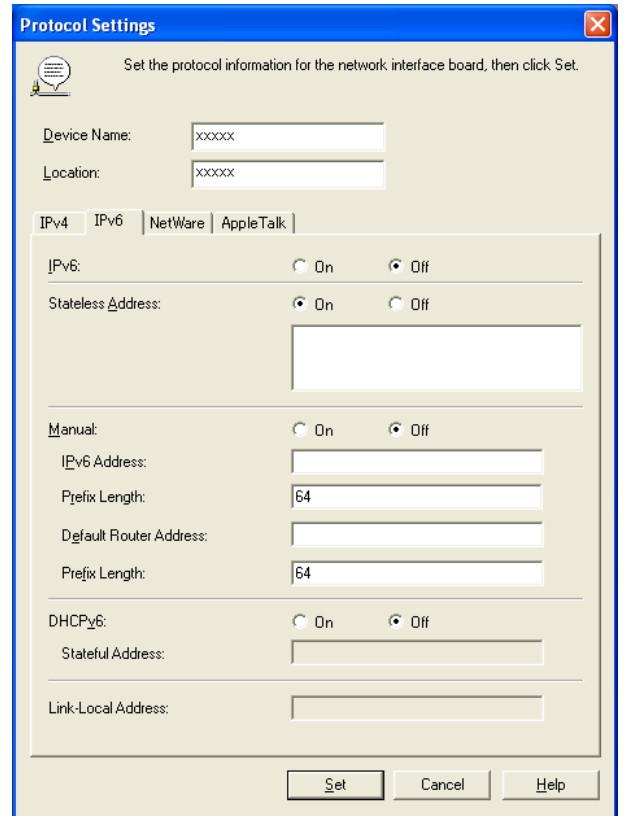 Protocol Settings
Set the protocol information for the network interface board, then click Set.
Device Name: xxxxx
Location: xxxxx
IPv4 IPv6 NetWare AppleTalk
IPv6: On Off
Stateless Address: On Off
Manual: On Off
IPv6 Address:
Prefix Length: 64
Default Router Address:
Prefix Length: 64
DHCPv6: On Off
Stateful Address:
Link-Local Address:
Set Cancel Help